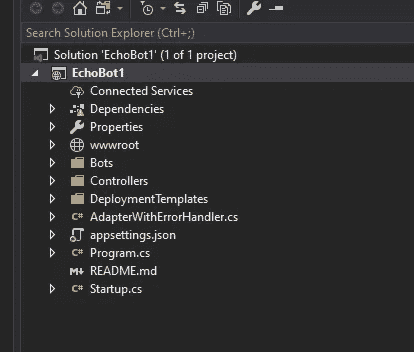 Search Solution Explorer (Ctrl+;)
Solution 'EchoBot1' (1 of 1 project)
EchoBot1
Connected Services
Dependencies
Properties
wwwroot
Bots
Controllers
DeploymentTemplates
C# AdapterWithErrorHandler.cs
appsettings.json
C# Program.cs
M↓ README.md
C# Startup.cs